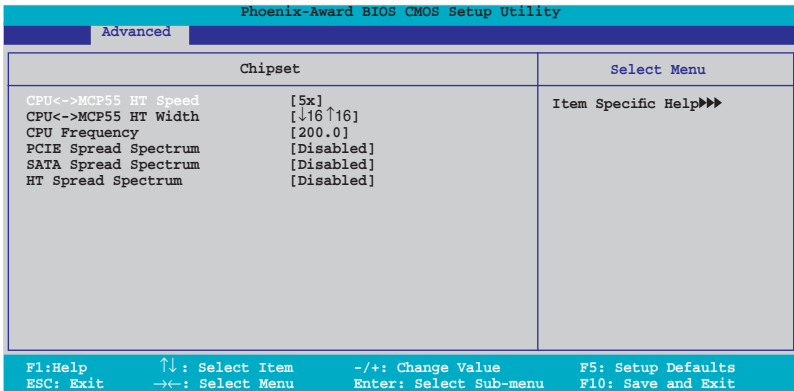 Phoenix-Award BIOS CMOS Setup Utility
Advanced
Chipset
Select Menu
CPU<->MCP55 HT Speed [5x]
Item Specific Help▶▶▶
CPU<->MCP55 HT Width [↓16↑16]
CPU Frequency [200.0]
PCIE Spread Spectrum [Disabled]
SATA Spread Spectrum [Disabled]
HT Spread Spectrum [Disabled]
F1:Help ↑↓: Select Item -/+: Change Value F5: Setup Defaults
ESC: Exit →←: Select Menu Enter: Select Sub-menu F10: Save and Exit